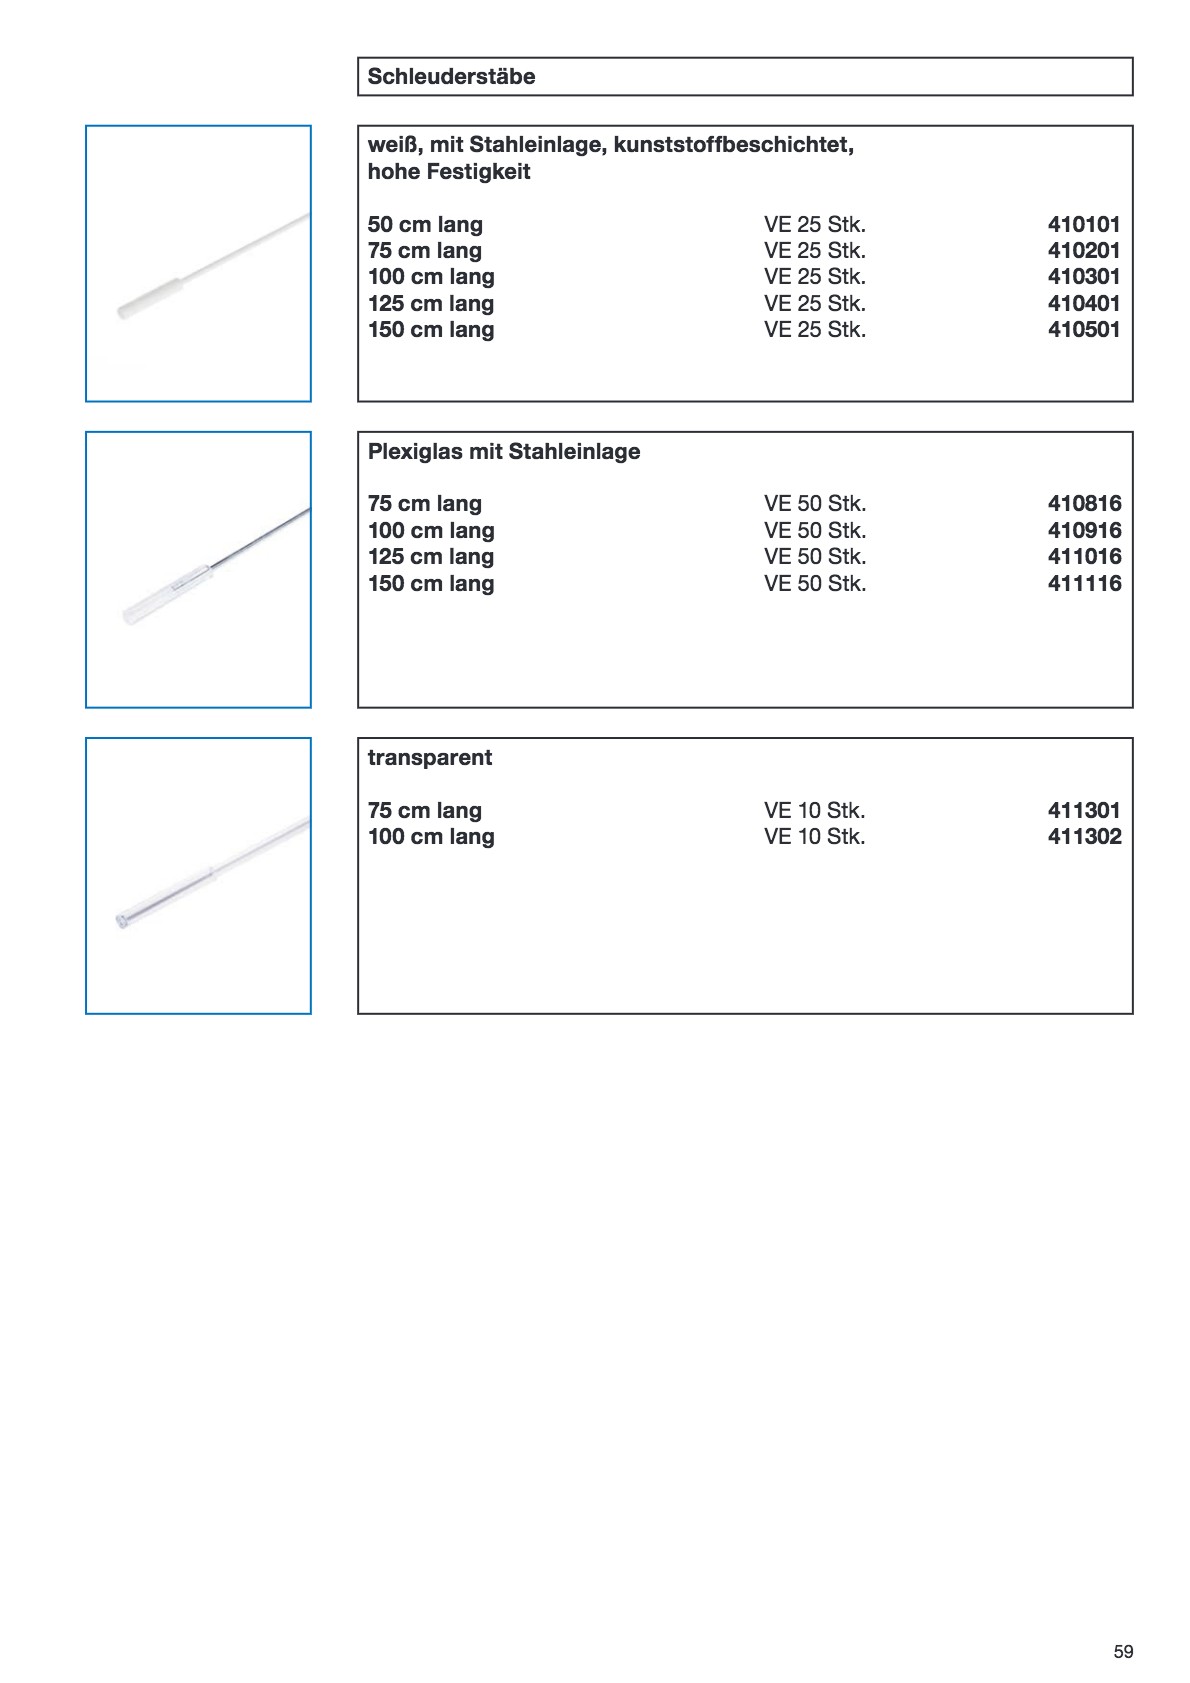 Schleuderstäbe
weiß, mit Stahleinlage, kunststoffbeschichtet,
hohe Festigkeit
50 cm lang VE 25 Stk. 410101
75 cm lang VE 25 Stk. 410201
100 cm lang VE 25 Stk. 410301
125 cm lang VE 25 Stk. 410401
150 cm lang VE 25 Stk. 410501
Plexiglas mit Stahleinlage
75 cm lang VE 50 Stk. 410816
100 cm lang VE 50 Stk. 410916
125 cm lang VE 50 Stk. 411016
150 cm lang VE 50 Stk. 411116
transparent
75 cm lang VE 10 Stk. 411301
100 cm lang VE 10 Stk. 411302
59